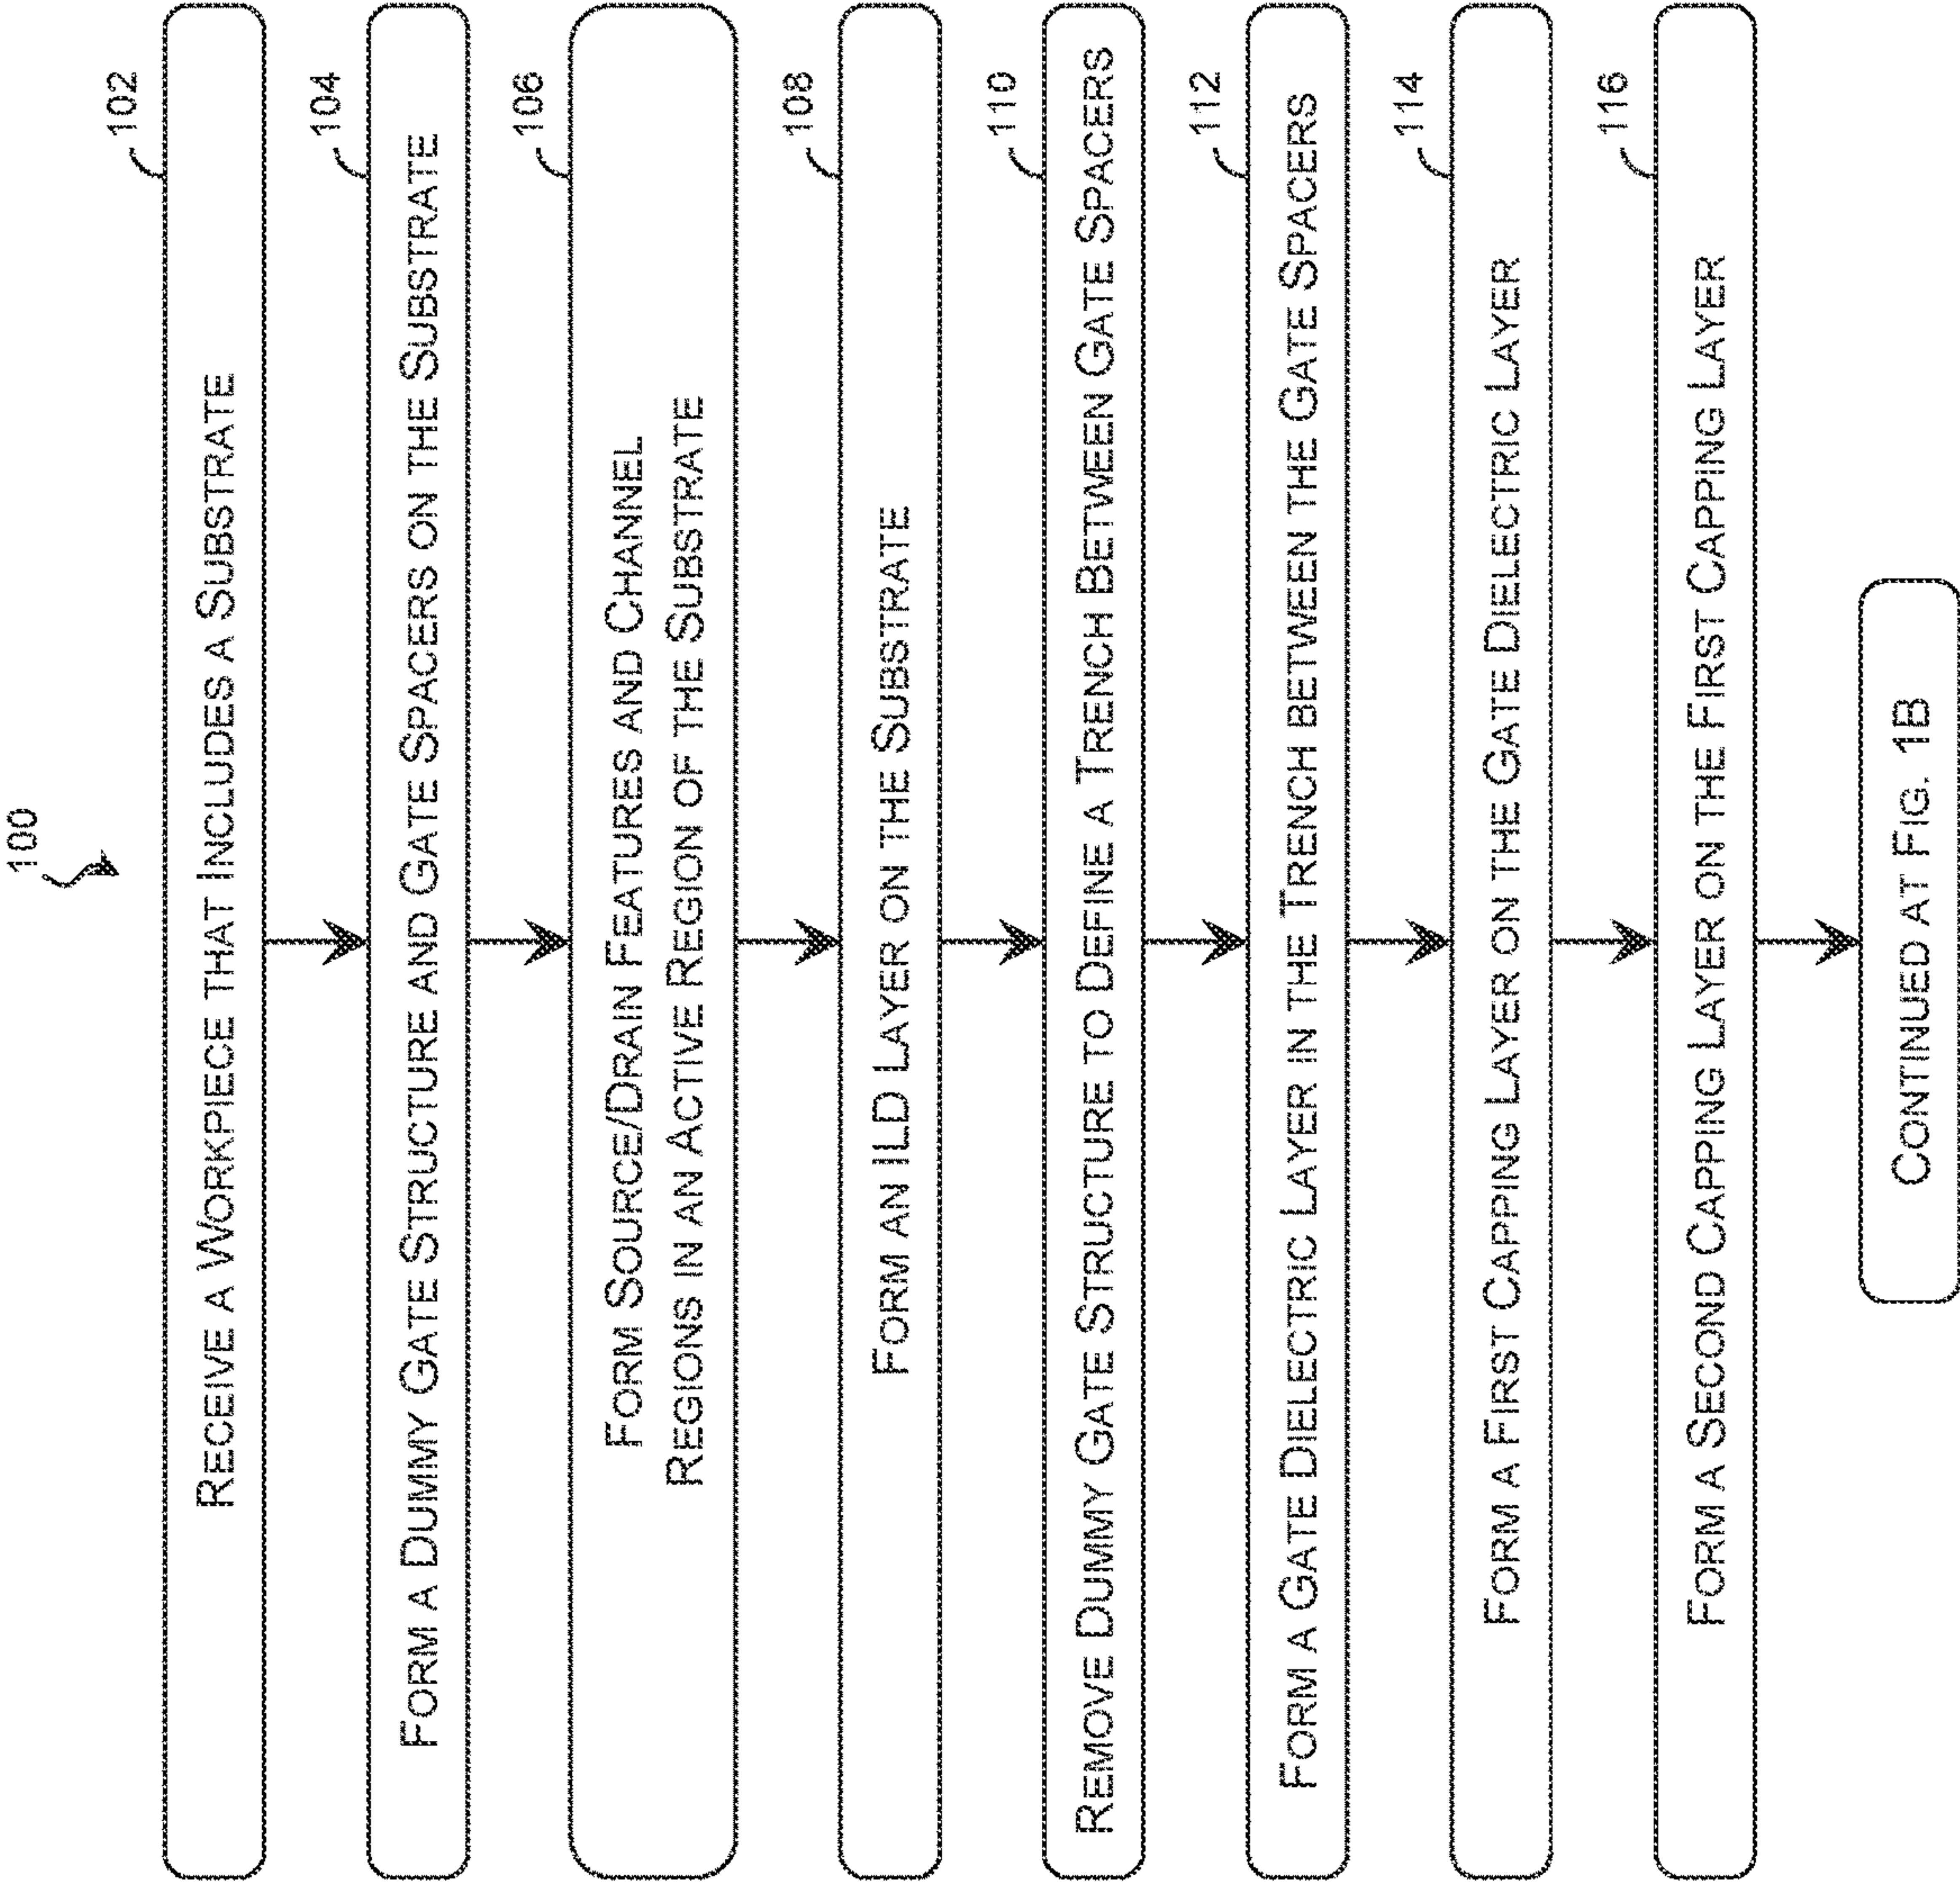 100
102
RECEIVE A WORKPIECE THAT INCLUDES A SUBSTRATE
104
FORM A DUMMY GATE STRUCTURE AND GATE SPACERS ON THE SUBSTRATE
106
FORM SOURCE/DRAIN FEATURES AND CHANNEL
REGIONS IN AN ACTIVE REGION OF THE SUBSTRATE
108
FORM AN ILD LAYER ON THE SUBSTRATE
110
REMOVE DUMMY GATE STRUCTURE TO DEFINE A TRENCH BETWEEN GATE SPACERS
112
FORM A GATE DIELECTRIC LAYER IN THE TRENCH BETWEEN THE GATE SPACERS
114
FORM A FIRST CAPPING LAYER ON THE GATE DIELECTRIC LAYER
116
FORM A SECOND CAPPING LAYER ON THE FIRST CAPPING LAYER
CONTINUED AT FIG. 1B